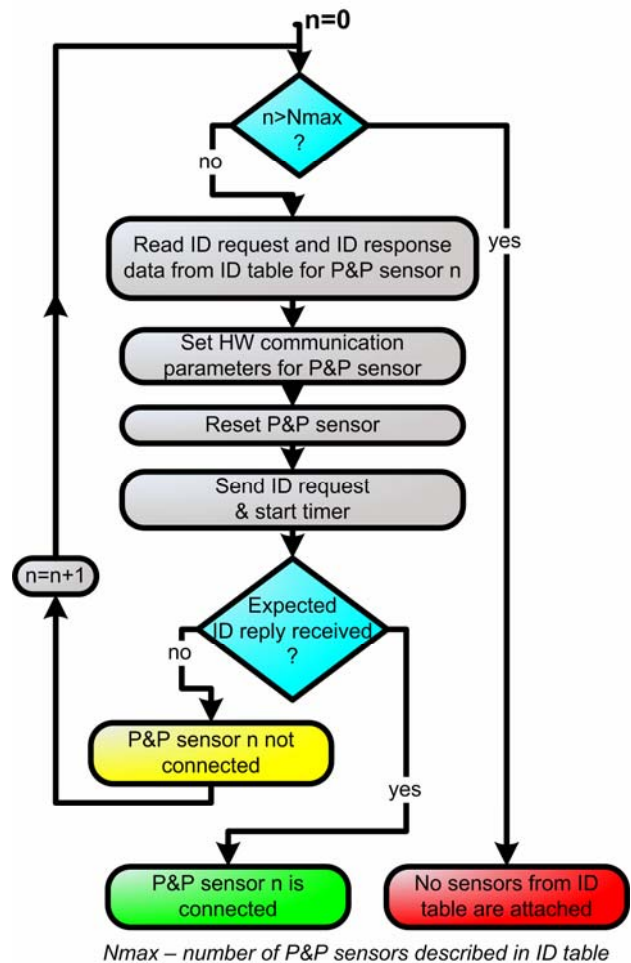 n=0
n>Nmax
?
no
yes
Read ID request and ID response
data from ID table for P&P sensor n
Set HW communication
parameters for P&P sensor
Reset P&P sensor
Send ID request
& start timer
n=n+1
Expected
ID reply received
?
no
P&P sensor n not
connected
yes
P&P sensor n is
connected
No sensors from ID
table are attached
Nmax – number of P&P sensors described in ID table